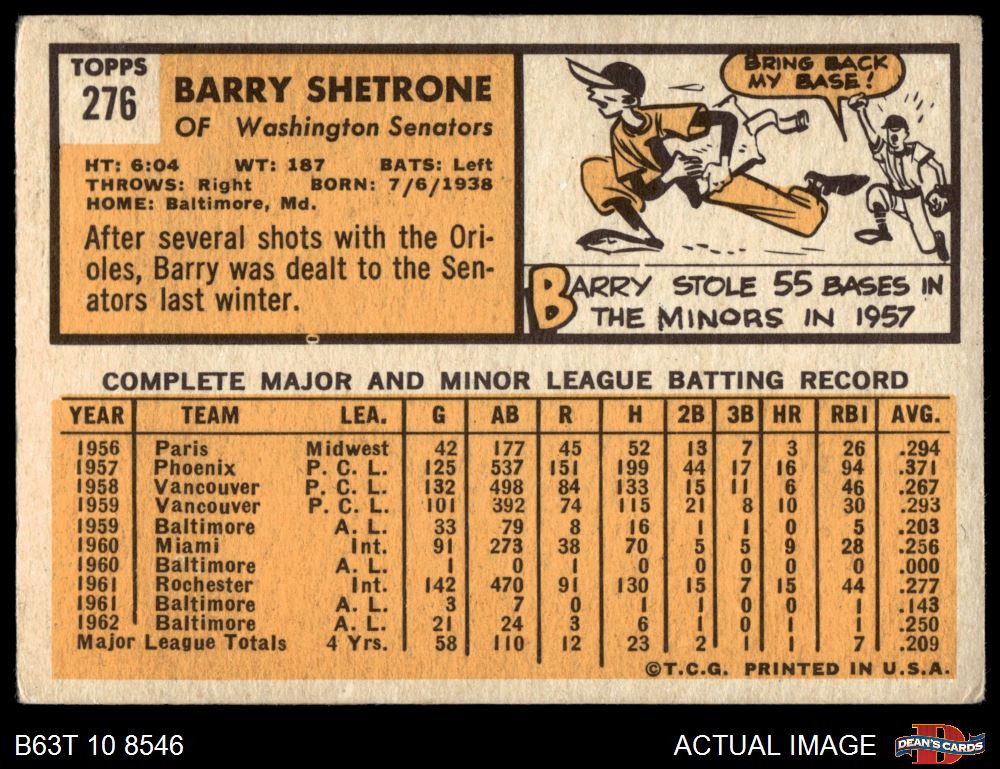 TOPPS
276
BARRY SHETRONE
OF Washington Senators
HT: 6:04 WT: 187 BATS: Left
THROWS: Right BORN: 7/6/1938
HOME: Baltimore, Md.
After several shots with the Ori-
oles, Barry was dealt to the Sen-
ators last winter.
BRING BACK
MY BASE!
BARRY STOLE 55 BASES IN
THE MINORS IN 1957
COMPLETE MAJOR AND MINOR LEAGUE BATTING RECORD
YEAR TEAM LEA. G AB R H 2B 3B HR RBI AVG.
1956 Paris Midwest 42 177 45 52 13 7 3 26 .294
1957 Phoenix P. C. L. 125 537 151 199 44 17 16 94 .371
1958 Vancouver P. C. L. 132 498 84 133 15 11 6 46 .267
1959 Vancouver P. C. L. 101 392 74 115 21 8 10 30 .293
1959 Baltimore A. L. 33 79 8 16 1 1 0 5 .203
1960 Miami Int. 91 273 38 70 5 5 9 28 .256
1960 Baltimore A. L. 1 0 1 0 0 0 0 0 .000
1961 Rochester Int. 142 470 91 130 15 7 15 44 .277
1961 Baltimore A. L. 3 7 0 1 1 0 0 1 .143
1962 Baltimore A. L. 21 24 3 6 1 0 1 1 .250
Major League Totals 4 Yrs. 58 110 12 23 2 1 1 7 .209
©T.C.G. PRINTED IN U.S.A.
B63T 10 8546
ACTUAL IMAGE
D
DEAN'S CARDS